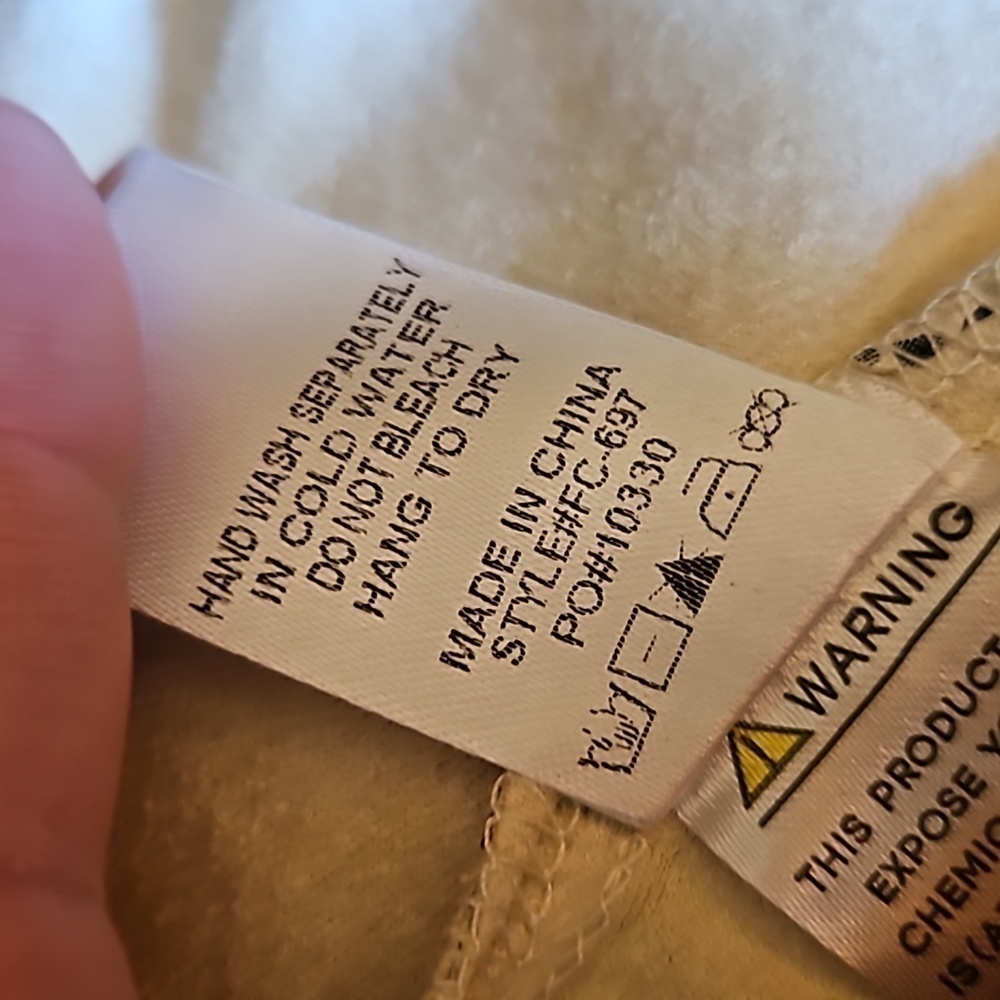 HAND WASH SEPARATELY
IN COLD WATER
DO NOT BLEACH
HANG TO DRY
MADE IN CHINA
STYLE#FC-697
PO#10330
WARNING
THIS PRODUCT
EXPOSE
IS (A